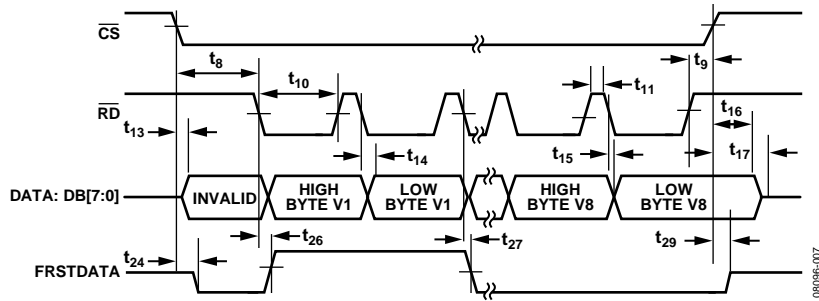 CS
t8
t9
t10
t11
RD
t16
t13
t14
t15
t17
DATA: DB[7:0]
INVALID
HIGH
BYTE V1
LOW
BYTE V1
HIGH
BYTE V8
LOW
BYTE V8
t24
t26
t27
t29
FRSTDATA
08096-007